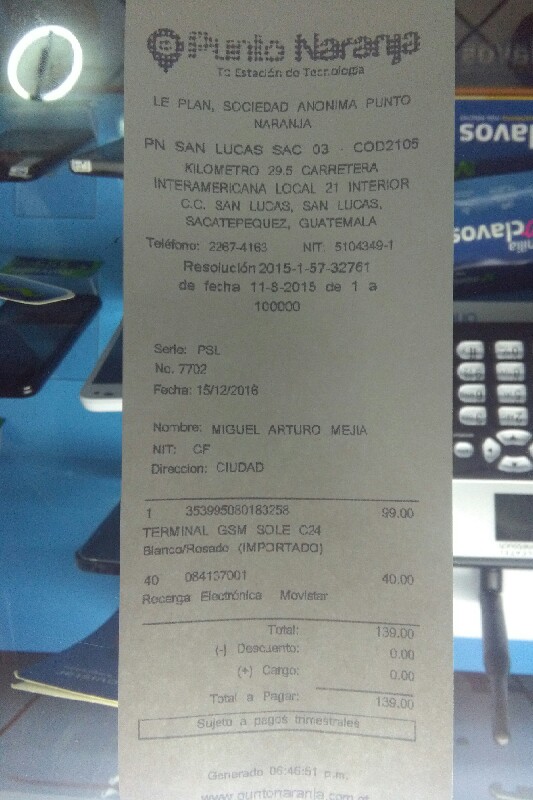 Punto Naranja
Tu Estación de Tecnología
LE PLAN, SOCIEDAD ANONIMA PUNTO
NARANJA
PN SAN LUCAS SAC 03 - COD2105
KILOMETRO 29.5 CARRETERA
INTERAMERICANA LOCAL 21 INTERIOR
C.C. SAN LUCAS, SAN LUCAS,
SACATEPEQUEZ, GUATEMALA
Teléfono: 2267-4163 NIT: 5104349-1
Resolución 2015-1-57-32761
de fecha 11-8-2015 de 1 a
100000
Serie: PSL
No. 7702
Fecha: 15/12/2016
Nombre: MIGUEL ARTURO MEJIA
NIT: CF
Direccion: CIUDAD
1 353995080183258 99.00
TERMINAL GSM SOLE C24
Blanco/Rosado (IMPORTADO)
40 084137001 40.00
Recarga Electrónica Movistar
Total: 139.00
(-) Descuento: 0.00
(+) Cargo: 0.00
Total a Pagar: 139.00
Sujeto a pagos trimestrales
Generado 06:46:51 p.m.
www.puntonaranja.com.gt
clavos